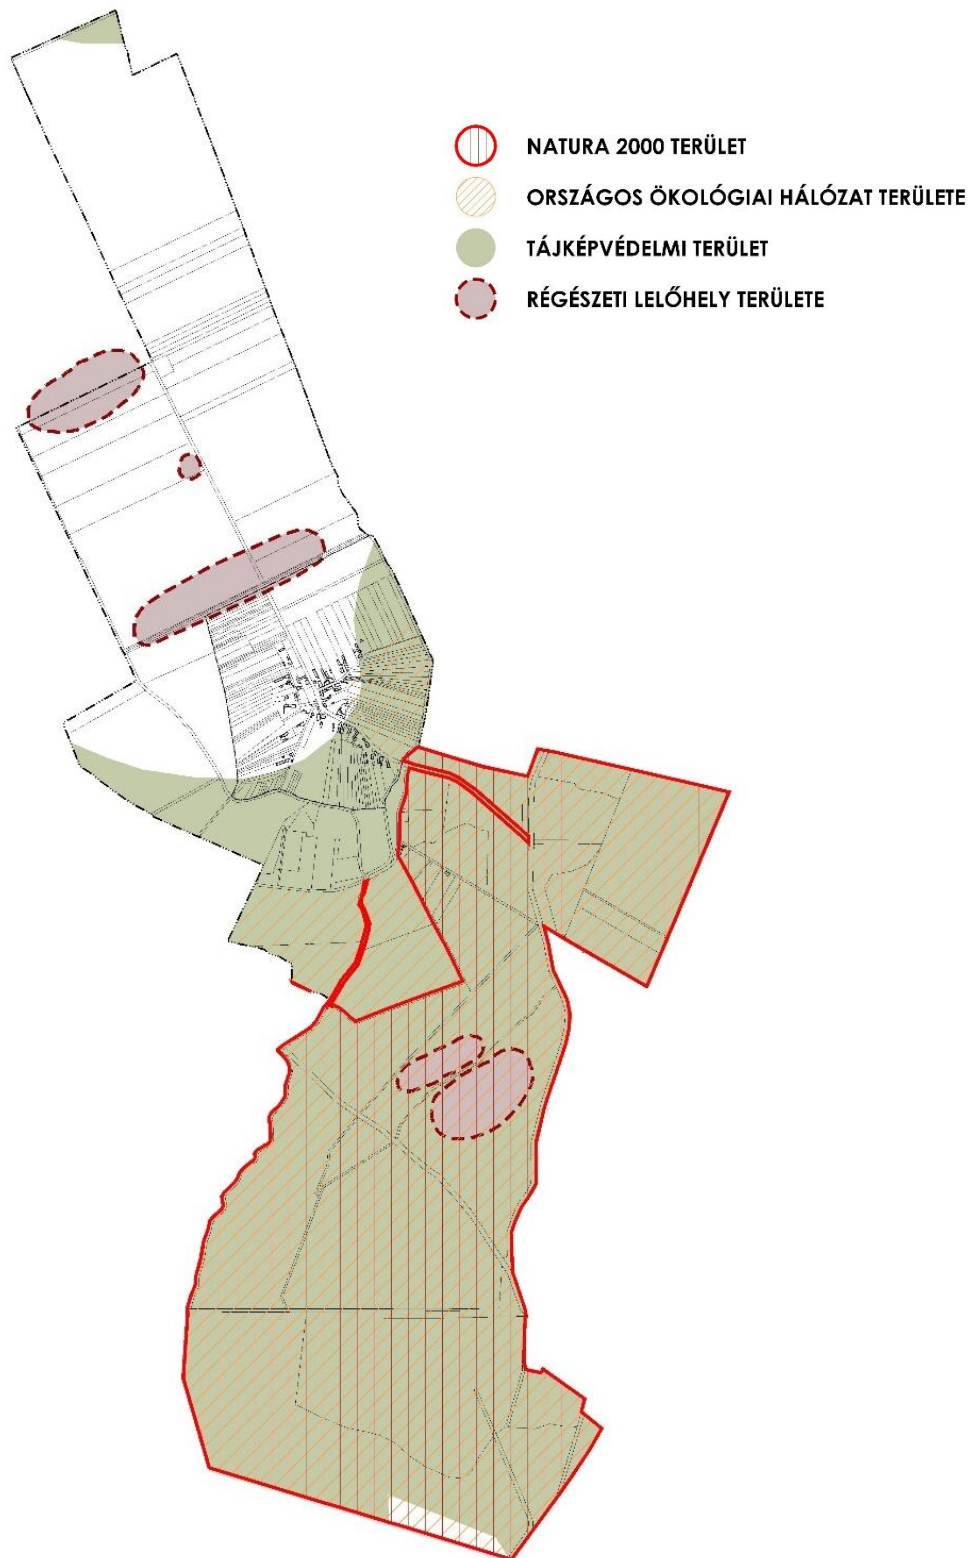 NATURA 2000 TERÜLET
ORSZÁGOS ÖKOLÓGIAI HÁLÓZAT TERÜLETE
TÁJKÉPVÉDELMI TERÜLET
RÉGÉSZETI LELŐHELY TERÜLETE